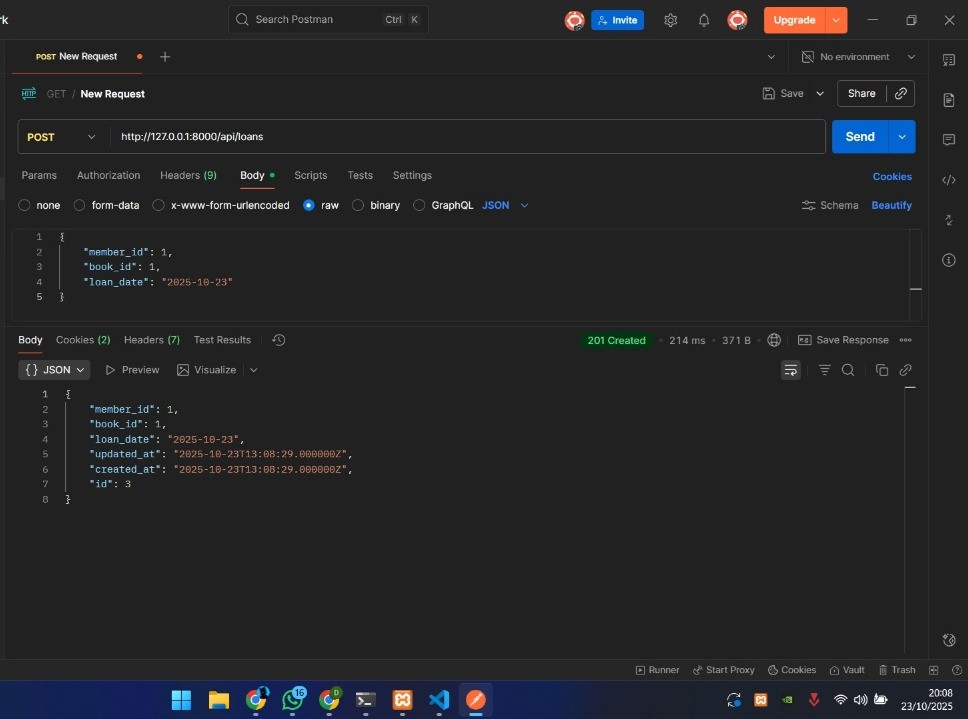 rk
Search Postman Ctrl K
Invite
Upgrade
POST New Request
No environment
HTTP GET / New Request
Save
Share
POST http://127.0.0.1:8000/api/loans
Send
Params Authorization Headers (9) Body Scripts Tests Settings
Cookies
none form-data x-www-form-urlencoded raw binary GraphQL JSON
Schema Beautify
1 {
2 "member_id": 1,
3 "book_id": 1,
4 "loan_date": "2025-10-23"
5 }
Body Cookies (2) Headers (7) Test Results
201 Created 214 ms 371 B Save Response
{} JSON Preview Visualize
1 {
2 "member_id": 1,
3 "book_id": 1,
4 "loan_date": "2025-10-23",
5 "updated_at": "2025-10-23T13:08:29.000000Z",
6 "created_at": "2025-10-23T13:08:29.000000Z",
7 "id": 3
8 }
Runner Start Proxy Cookies Vault Trash
16
D
20:08
23/10/2025